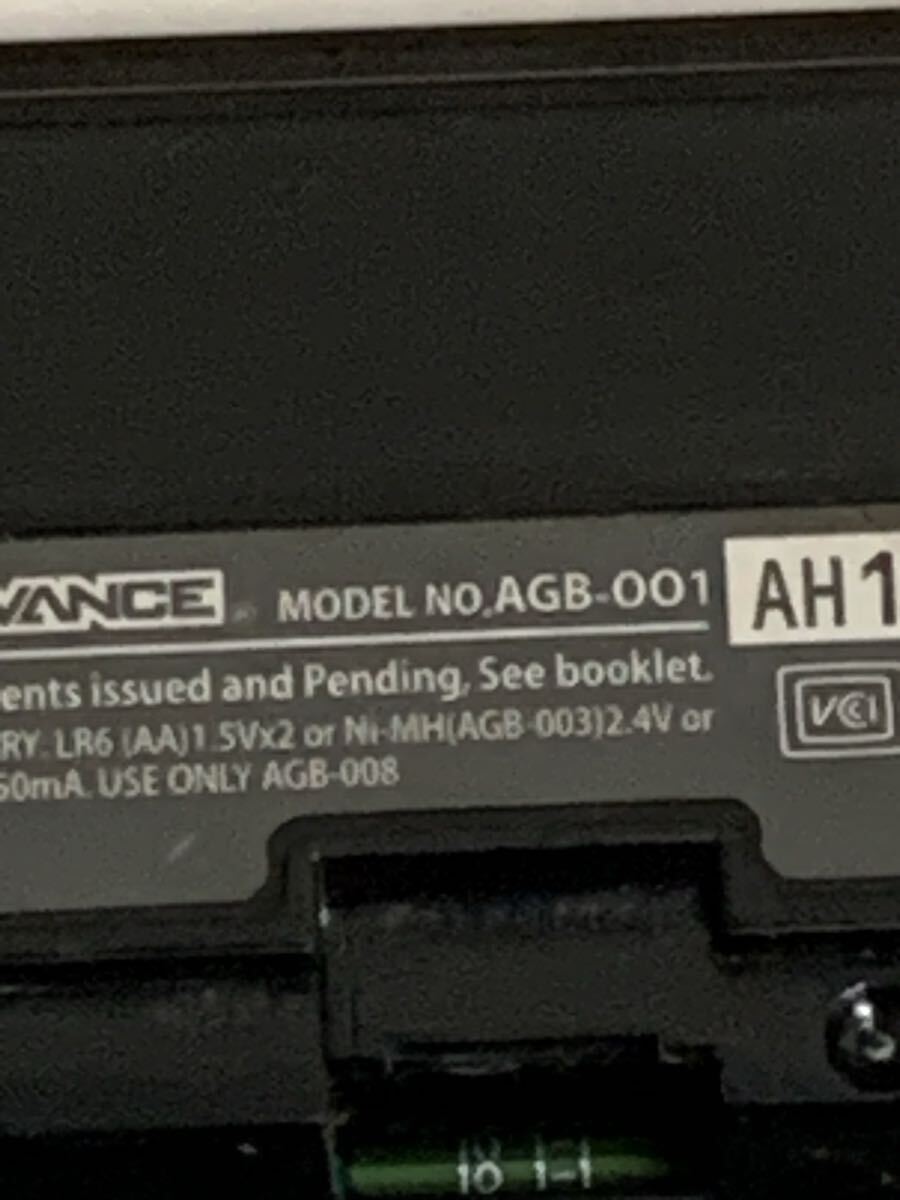 VANCE MODEL NO.AGB-001 AH1
ents issued and Pending, See booklet.
VCI
RY. LR6 (AA)1.5Vx2 or Ni-MH(AGB-003)2.4V or
50mA. USE ONLY AGB-008
10 1-1